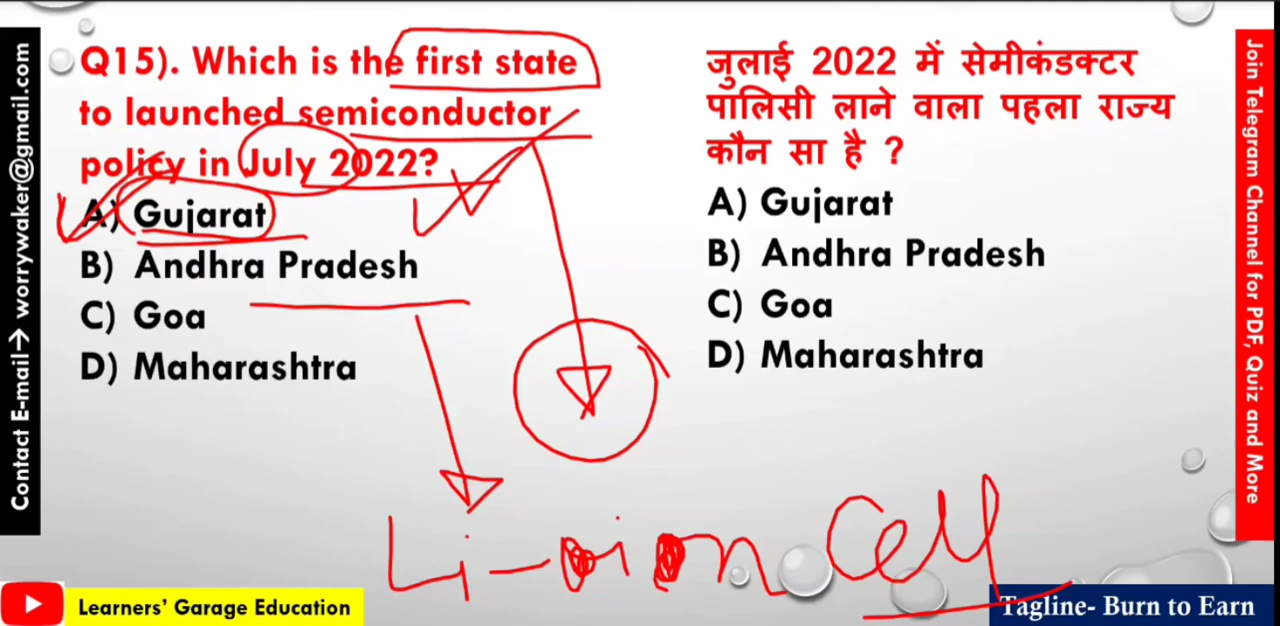 Q15). Which is the first state
to launched semiconductor
policy in July 2022?
A) Gujarat
B) Andhra Pradesh
C) Goa
D) Maharashtra
जुलाई 2022 में सेमीकंडक्टर
पालिसी लाने वाला पहला राज्य
कौन सा है ?
A) Gujarat
B) Andhra Pradesh
C) Goa
D) Maharashtra
Li-ion Cell
Contact E-mail→ worrywaker@gmail.com
Join Telegram Channel for PDF, Quiz and More
Learners' Garage Education
Tagline- Burn to Earn